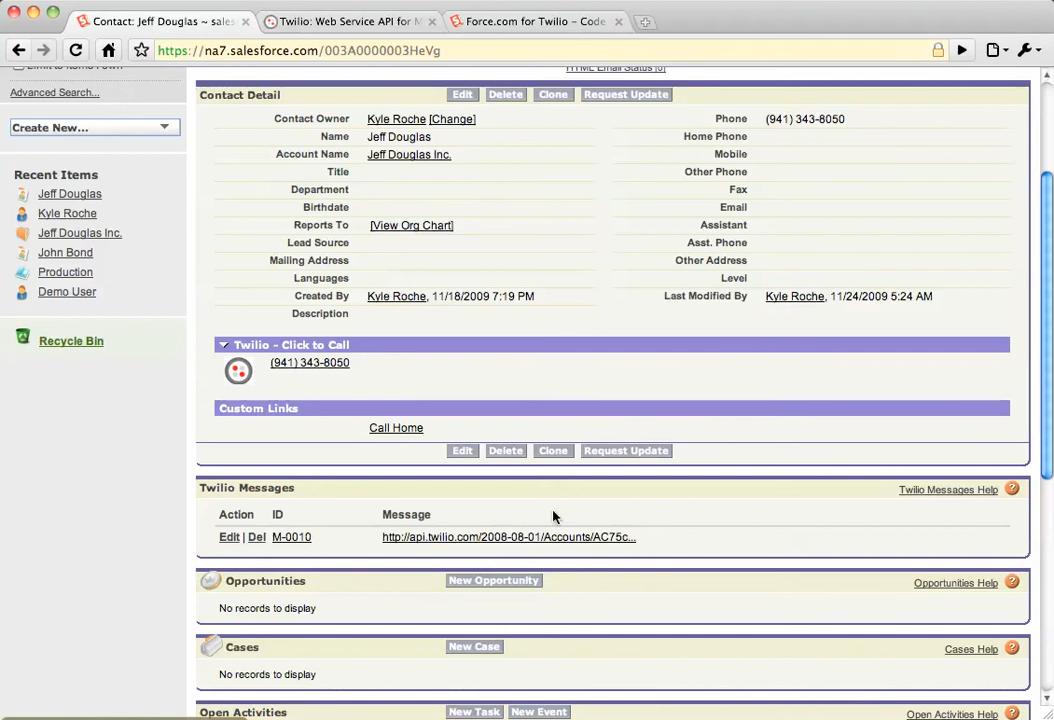 Contact: Jeff Douglas ~ sales
Twilio: Web Service API for M
Force.com for Twilio – Code
https://na7.salesforce.com/003A0000003HeVg
Limit to items I own
HTML Email Status [0]
Advanced Search...
Create New...
Recent Items
Jeff Douglas
Kyle Roche
Jeff Douglas Inc.
John Bond
Production
Demo User
Recycle Bin
Contact Detail Edit Delete Clone Request Update
Contact Owner Kyle Roche [Change] Phone (941) 343-8050
Name Jeff Douglas Home Phone
Account Name Jeff Douglas Inc. Mobile
Title Other Phone
Department Fax
Birthdate Email
Reports To [View Org Chart] Assistant
Lead Source Asst. Phone
Mailing Address Other Address
Languages Level
Created By Kyle Roche, 11/18/2009 7:19 PM Last Modified By Kyle Roche, 11/24/2009 5:24 AM
Description
Twilio - Click to Call
(941) 343-8050
Custom Links
Call Home
Edit Delete Clone Request Update
Twilio Messages Twilio Messages Help ?
Action ID Message
Edit | Del M-0010 http://api.twilio.com/2008-08-01/Accounts/AC75c...
Opportunities New Opportunity Opportunities Help ?
No records to display
Cases New Case Cases Help ?
No records to display
Open Activities New Task New Event Open Activities Help ?